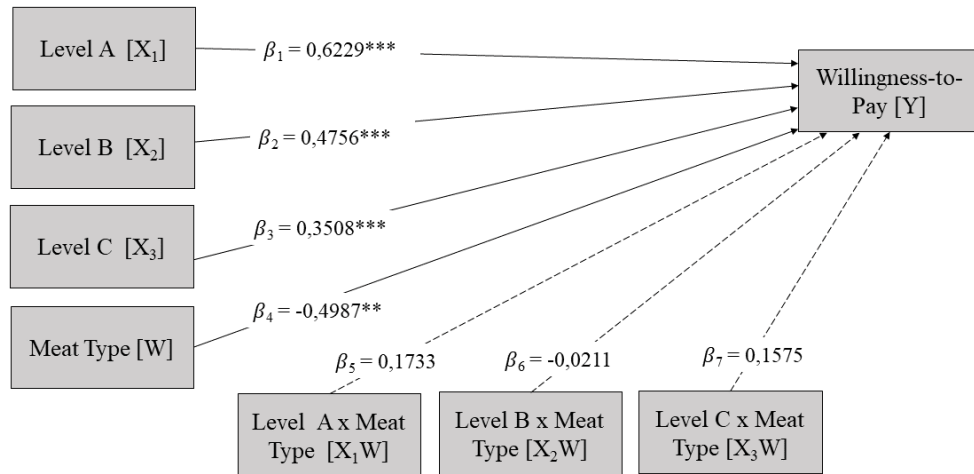 Level A [X₁]
β₁ = 0,6229***
Willingness-to-
Pay [Y]
Level B [X₂]
β₂ = 0,4756***
Level C [X₃]
β₃ = 0,3508***
Meat Type [W]
β₄ = -0,4987**
β₅ = 0,1733
β₆ = -0,0211
β₇ = 0,1575
Level A x Meat
Type [X₁W]
Level B x Meat
Type [X₂W]
Level C x Meat
Type [X₃W]